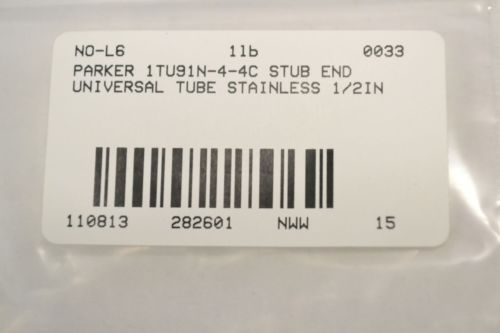 NO-L6 1lb 0033
PARKER 1TU91N-4-4C STUB END
UNIVERSAL TUBE STAINLESS 1/2IN
110813 282601 NWW 15